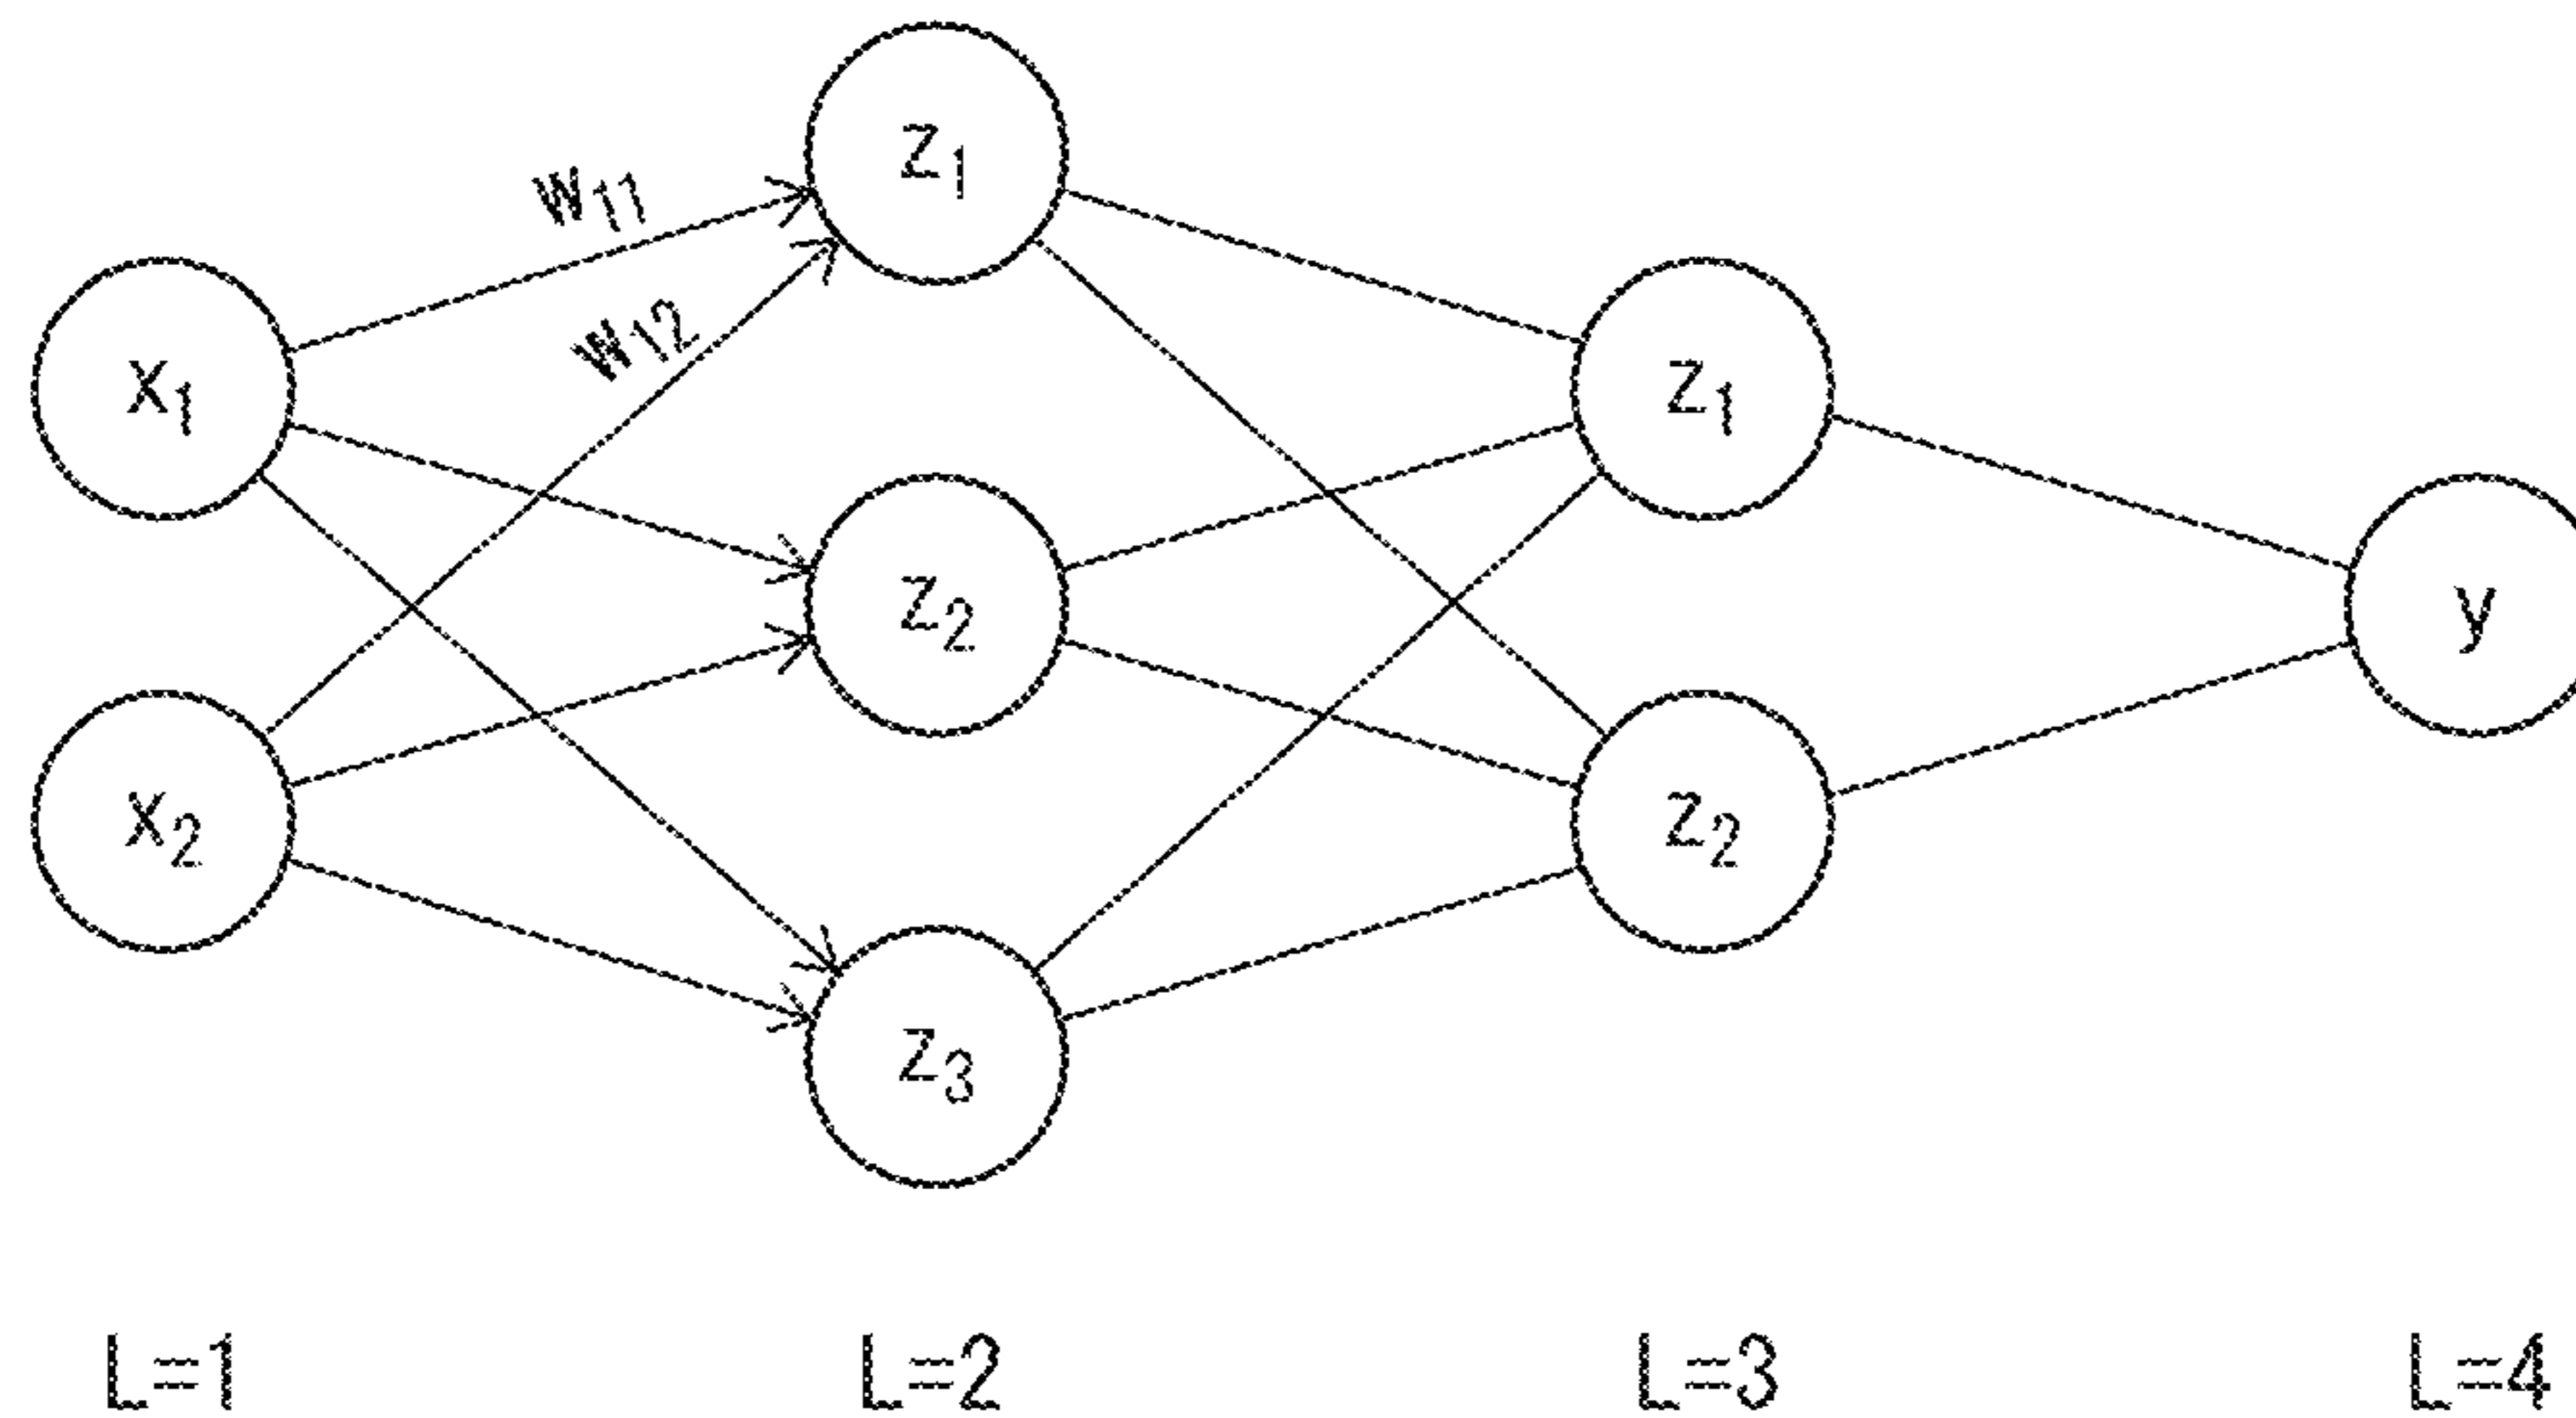 z₁
w₁₁
w₁₂
x₁
z₁
z₂
y
x₂
z₂
z₃
L=1 L=2 L=3 L=4